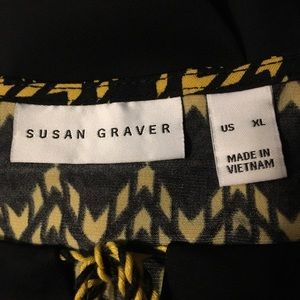 SUSAN GRAVER
US XL
MADE IN
VIETNAM